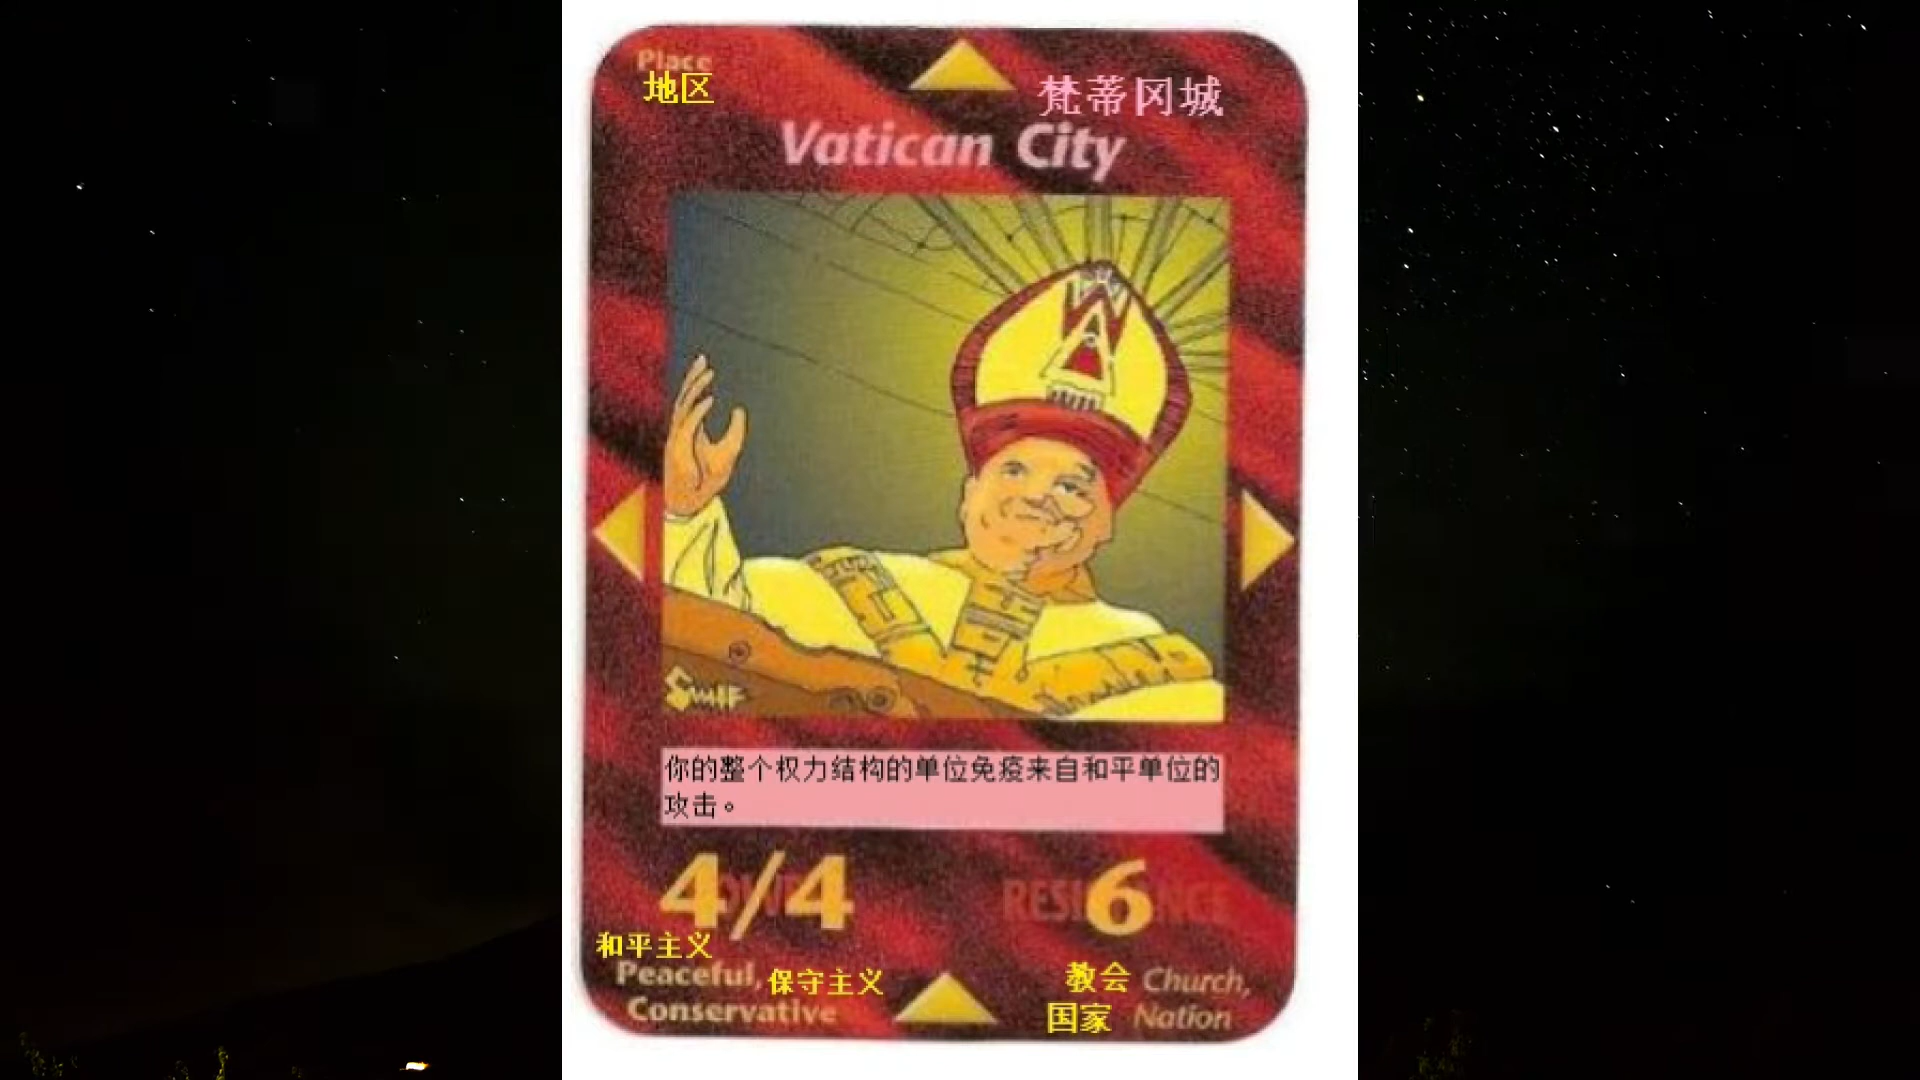 Place
地区
梵蒂冈城
Vatican City
你的整个权力结构的单位免疫来自和平单位的
攻击。
4/4
6
和平主义
Peaceful, 保守主义
Conservative
教会 Church,
国家 Nation